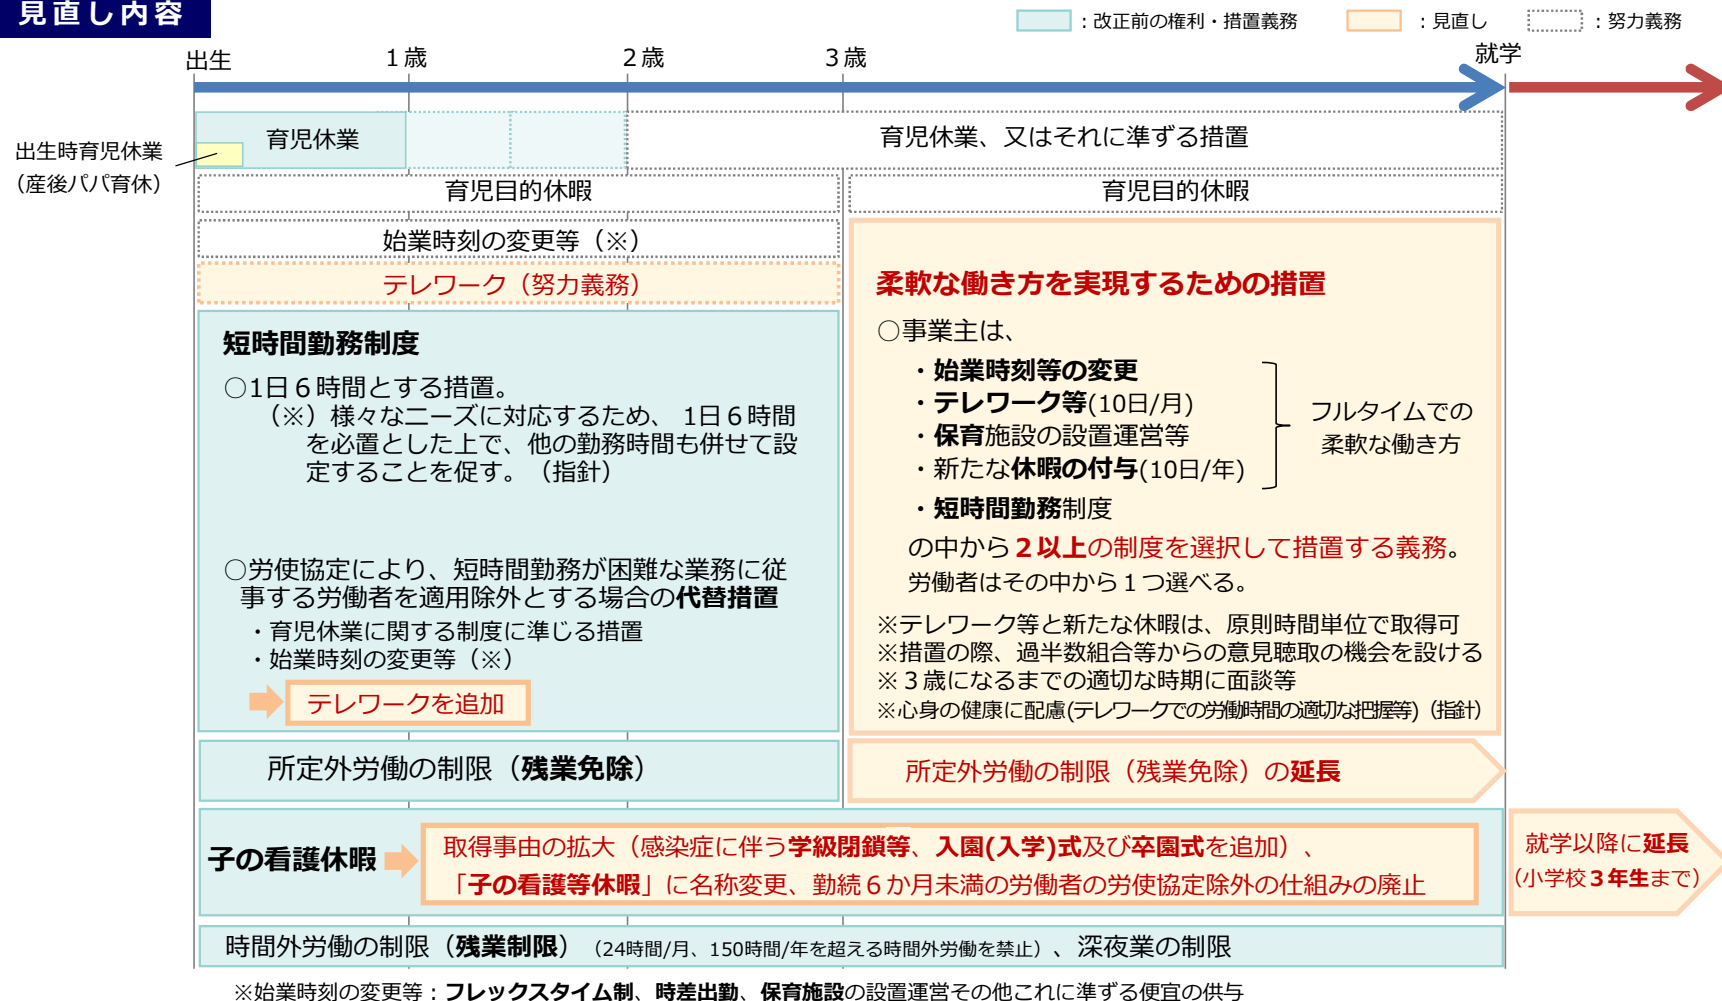 見直し内容
：改正前の権利・措置義務
：見直し
：努力義務
出生
１歳
２歳
３歳
就学
出生時育児休業
（産後パパ育休）
育児休業
育児休業、又はそれに準ずる措置
育児目的休暇
育児目的休暇
始業時刻の変更等（※）
テレワーク（努力義務）
短時間勤務制度
○1日６時間とする措置。
（※）様々なニーズに対応するため、 1日６時間
を必置とした上で、他の勤務時間も併せて設
定することを促す。（指針）
○労使協定により、短時間勤務が困難な業務に従
事する労働者を適用除外とする場合の代替措置
・育児休業に関する制度に準じる措置
・始業時刻の変更等（※）
テレワークを追加
柔軟な働き方を実現するための措置
○事業主は、
・始業時刻等の変更
・テレワーク等(10日/月)
・保育施設の設置運営等
・新たな休暇の付与(10日/年)
・短時間勤務制度
フルタイムでの
柔軟な働き方
の中から２以上の制度を選択して措置する義務。
労働者はその中から１つ選べる。
※テレワーク等と新たな休暇は、原則時間単位で取得可
※措置の際、過半数組合等からの意見聴取の機会を設ける
※３歳になるまでの適切な時期に面談等
※心身の健康に配慮(テレワークでの労働時間の適切な把握等)（指針）
所定外労働の制限（残業免除）
所定外労働の制限（残業免除）の延長
子の看護休暇
取得事由の拡大（感染症に伴う学級閉鎖等、入園(入学)式及び卒園式を追加）、
「子の看護等休暇」に名称変更、勤続６か月未満の労働者の労使協定除外の仕組みの廃止
就学以降に延長
（小学校３年生まで）
時間外労働の制限（残業制限）（24時間/月、150時間/年を超える時間外労働を禁止）、深夜業の制限
※始業時刻の変更等：フレックスタイム制、時差出勤、保育施設の設置運営その他これに準ずる便宜の供与